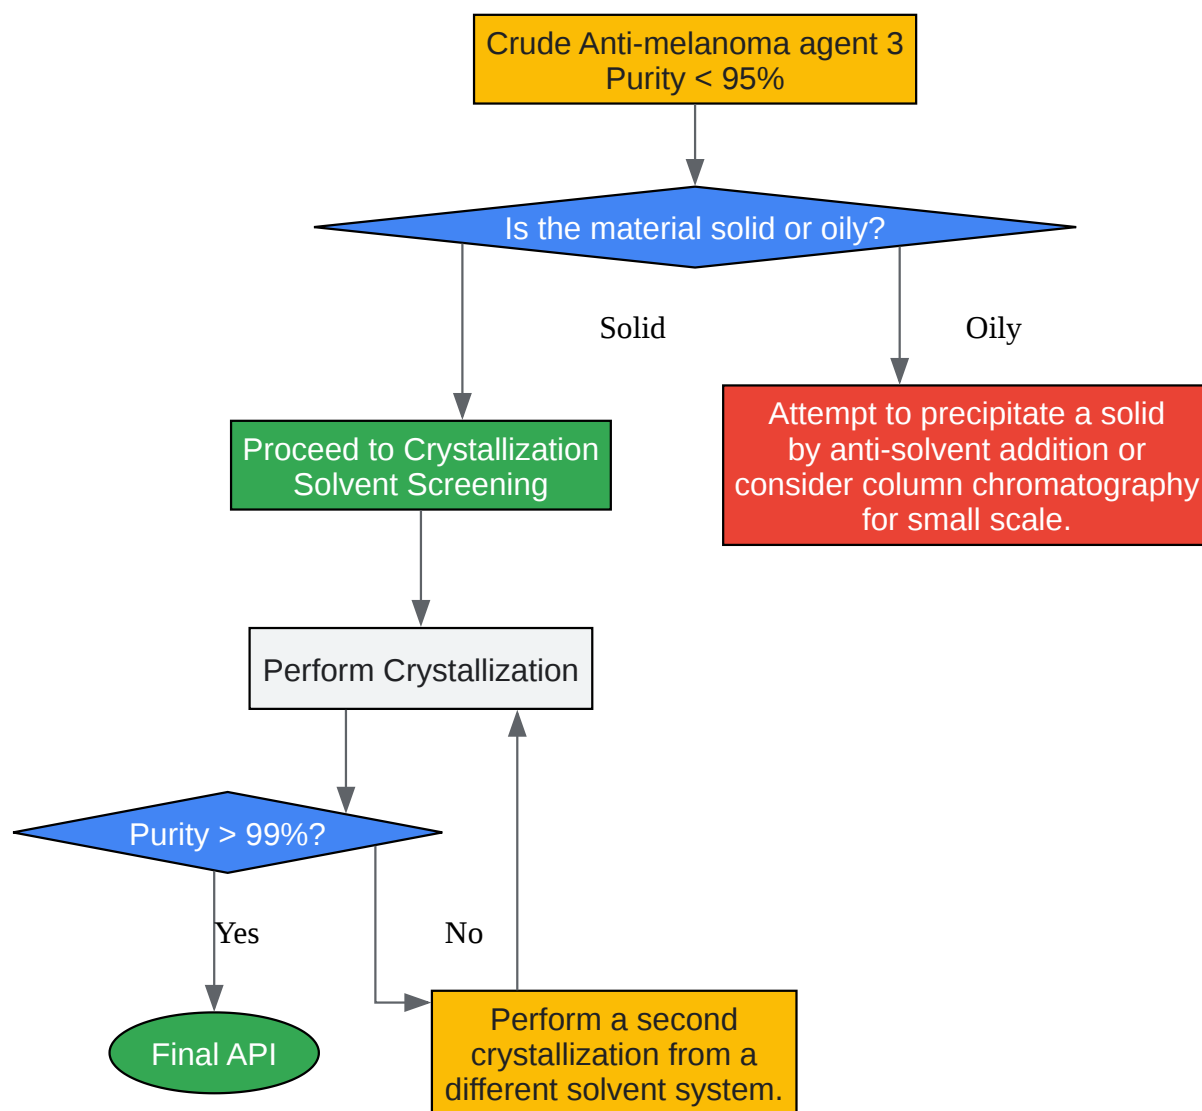 Crude Anti-melanoma agent 3
Purity < 95%
Is the material solid or oily?
Solid
Oily
Attempt to precipitate a solid
by anti-solvent addition or
consider column chromatography
for small scale.
Proceed to Crystallization
Solvent Screening
Perform Crystallization
Purity > 99%?
Yes
No
Perform a second
crystallization from a
different solvent system.
Final API